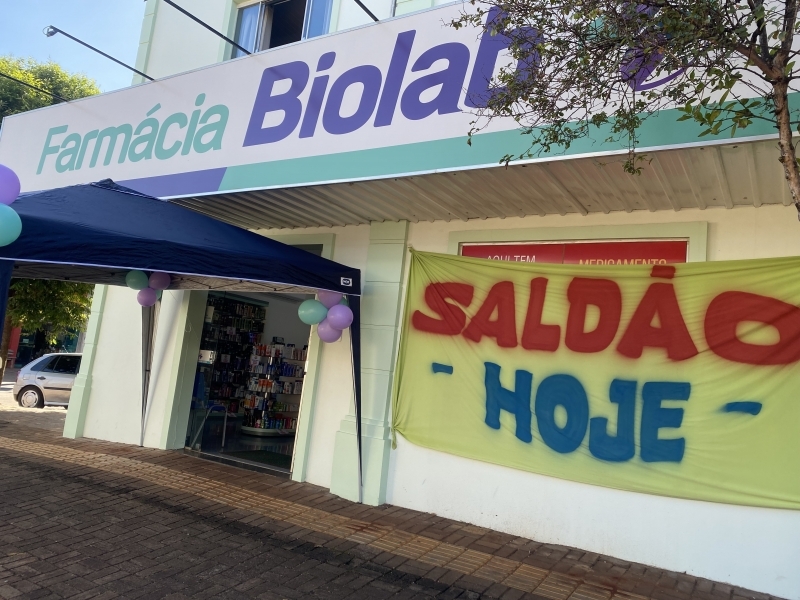 Farmácia Biolab
AQUI TEM MEDICAMENTO
SALDÃO
- HOJE -